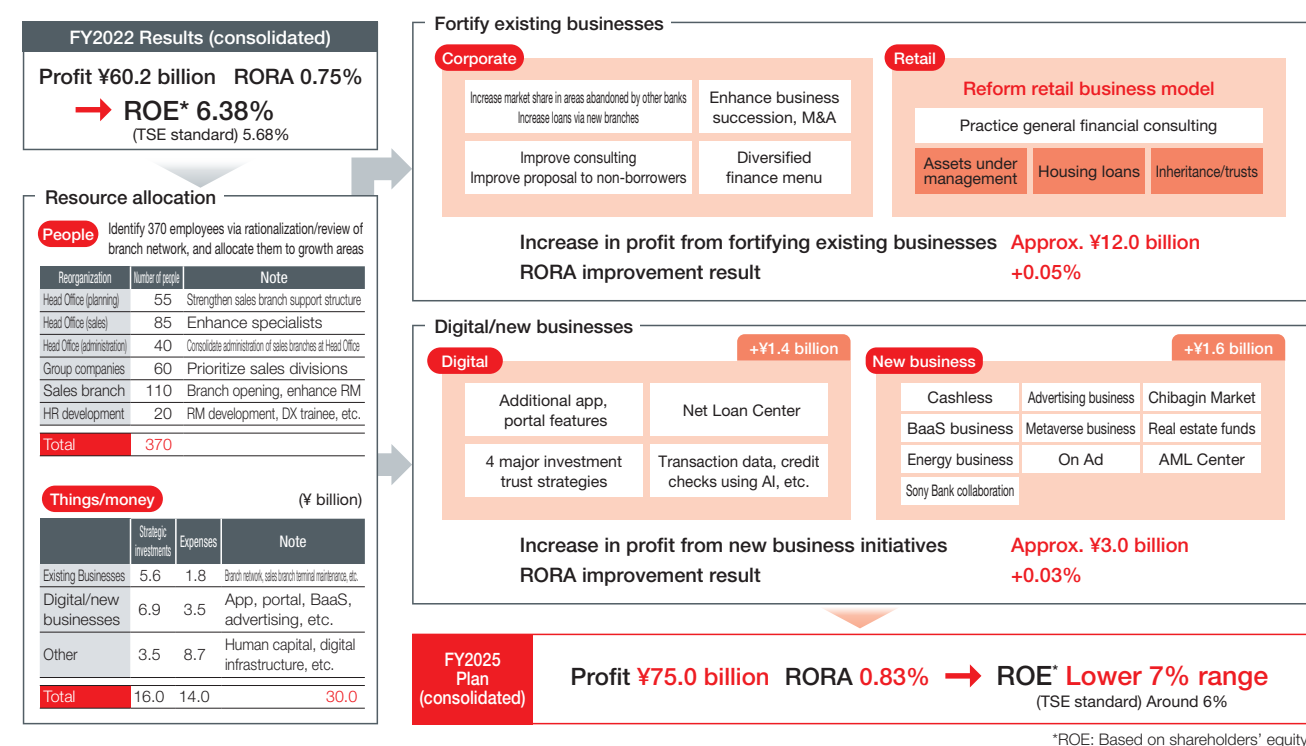 FY2022 Results (consolidated)
Profit ¥60.2 billion RORA 0.75%
→ ROE* 6.38%
(TSE standard) 5.68%
Resource allocation
People
Identify 370 employees via rationalization/review of
branch network, and allocate them to growth areas
Reorganization Number of people Note
Head Office (planning) 55 Strengthen sales branch support structure
Head Office (sales) 85 Enhance specialists
Head Office (administration) 40 Consolidate administration of sales branches at Head Office
Group companies 60 Prioritize sales divisions
Sales branch 110 Branch opening, enhance RM
HR development 20 RM development, DX trainee, etc.
Total 370
Things/money (¥ billion)
Strategic
investments Expenses Note
Existing Businesses 5.6 1.8 Branch network, sales branch terminal maintenance, etc.
Digital/new
businesses 6.9 3.5 App, portal, BaaS,
advertising, etc.
Other 3.5 8.7 Human capital, digital
infrastructure, etc.
Total 16.0 14.0 30.0
Fortify existing businesses
Corporate
Increase market share in areas abandoned by other banks
Increase loans via new branches
Enhance business
succession, M&A
Improve consulting
Improve proposal to non-borrowers
Diversified
finance menu
Retail
Reform retail business model
Practice general financial consulting
Assets under
management
Housing loans
Inheritance/trusts
Increase in profit from fortifying existing businesses Approx. ¥12.0 billion
RORA improvement result +0.05%
Digital/new businesses
Digital
+¥1.4 billion
Additional app,
portal features
Net Loan Center
4 major investment
trust strategies
Transaction data, credit
checks using AI, etc.
New business
+¥1.6 billion
Cashless Advertising business Chibagin Market
BaaS business Metaverse business Real estate funds
Energy business On Ad AML Center
Sony Bank collaboration
Increase in profit from new business initiatives Approx. ¥3.0 billion
RORA improvement result +0.03%
FY2025
Plan
(consolidated)
Profit ¥75.0 billion RORA 0.83% → ROE* Lower 7% range
(TSE standard) Around 6%
*ROE: Based on shareholders' equity